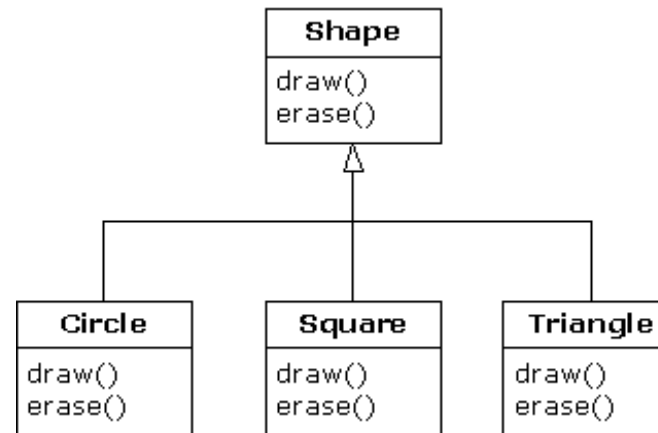 Shape
draw()
erase()
Circle
draw()
erase()
Square
draw()
erase()
Triangle
draw()
erase()